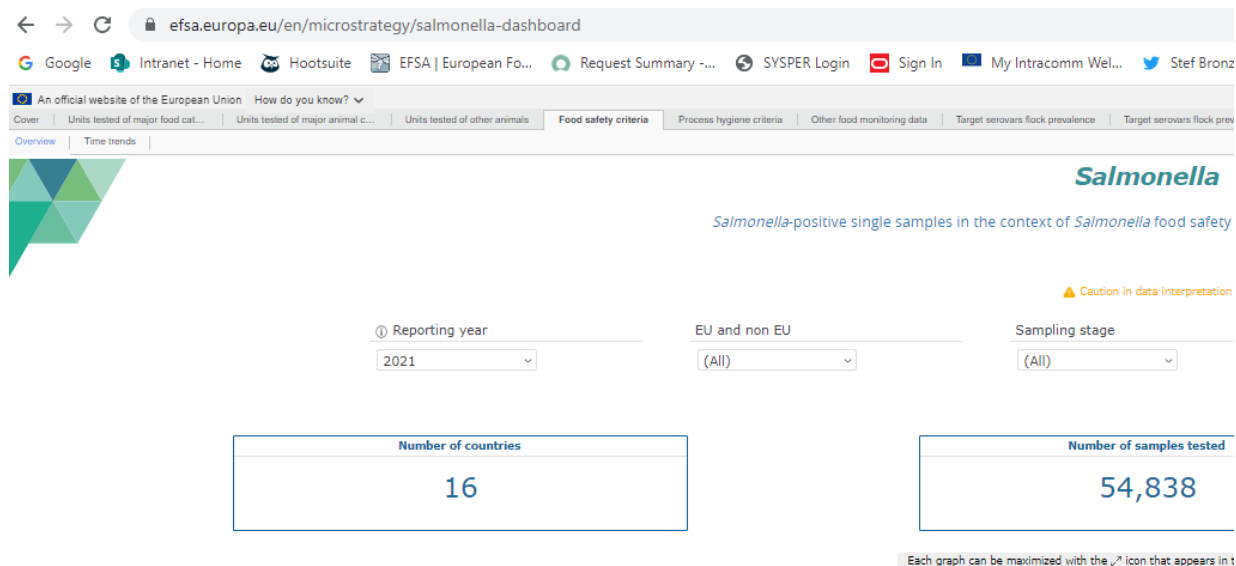 efsa.europa.eu/en/microstrategy/salmonella-dashboard
Google Intranet - Home Hootsuite EFSA | European Fo... Request Summary -... SYSPER Login Sign In My Intracomm Wel... Stef Bronz
An official website of the European Union How do you know?
Cover Units tested of major food cat... Units tested of major animal c... Units tested of other animals Food safety criteria Process hygiene criteria Other food monitoring data Target serovars flock prevalence Target serovars flock prev
Overview Time trends
Salmonella
Salmonella-positive single samples in the context of Salmonella food safety
Caution in data interpretation
Reporting year EU and non EU Sampling stage
2021 (All) (All)
Number of countries Number of samples tested
16 54,838
Each graph can be maximized with the icon that appears in t